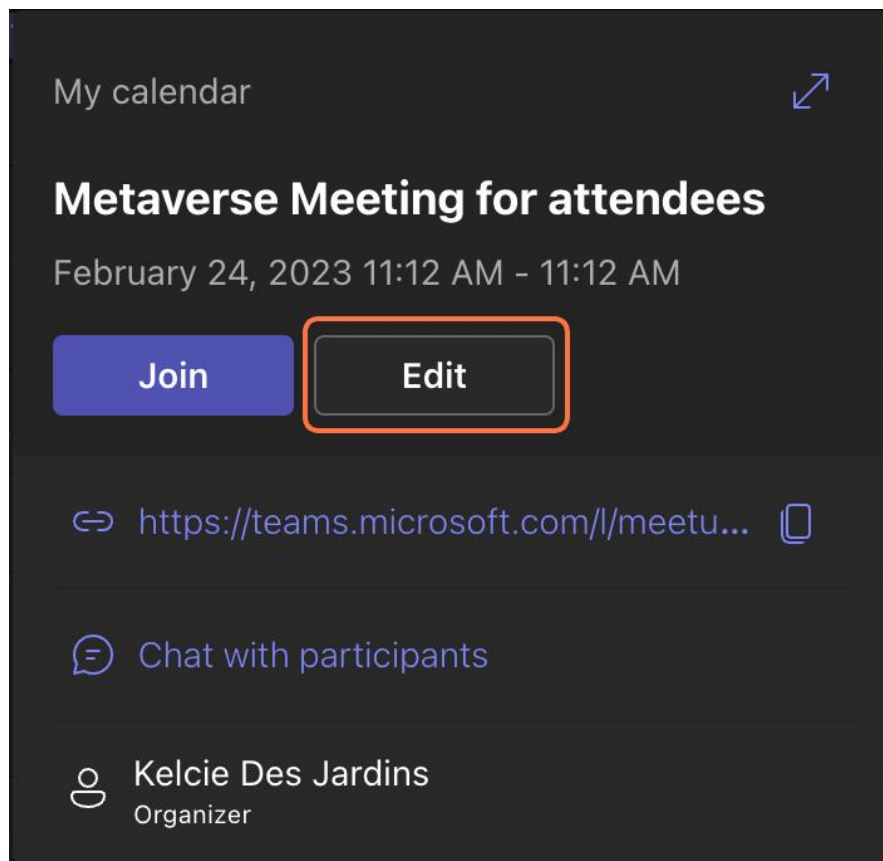 My calendar
Metaverse Meeting for attendees
February 24, 2023 11:12 AM - 11:12 AM
Join Edit
https://teams.microsoft.com/l/meetu...
Chat with participants
Kelcie Des Jardins
Organizer